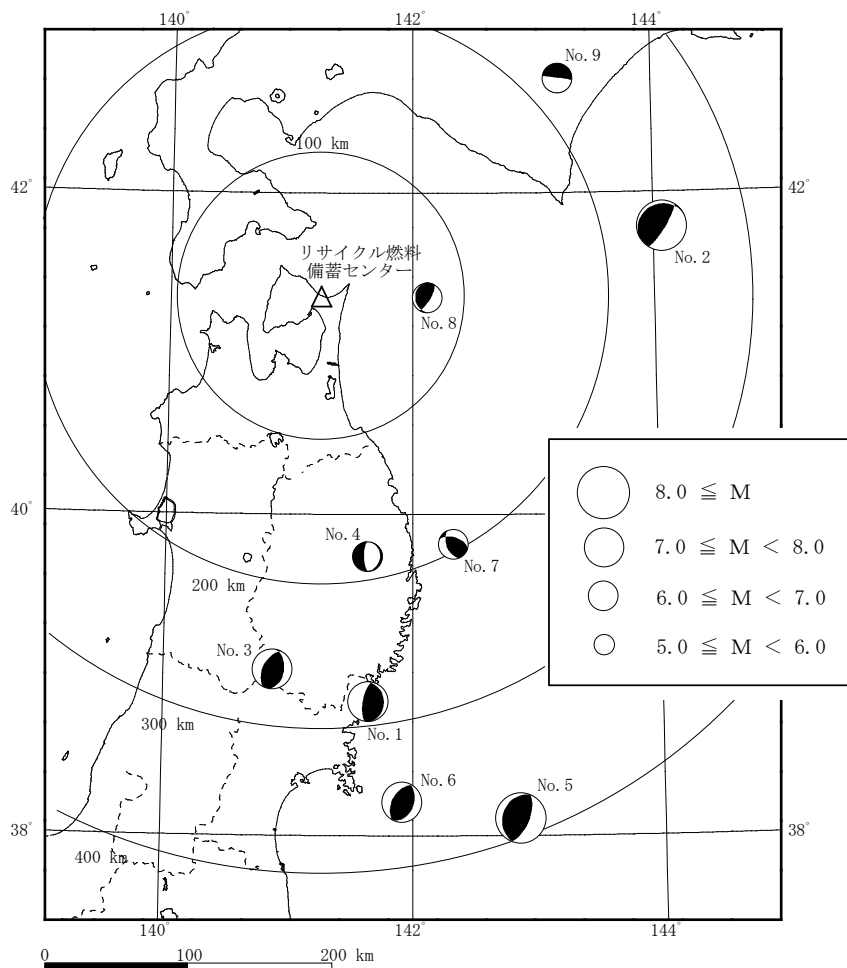 140°
142°
144°
No.9
100 km
42°
42°
リサイクル燃料
備蓄センター
No.2
No.8
8.0 ≦ M
40°
No.4
7.0 ≦ M < 8.0
No.7
200 km
6.0 ≦ M < 7.0
No.3
5.0 ≦ M < 6.0
300 km
No.1
No.6
No.5
38°
38°
400 km
140°
142°
144°
0
100
200 km